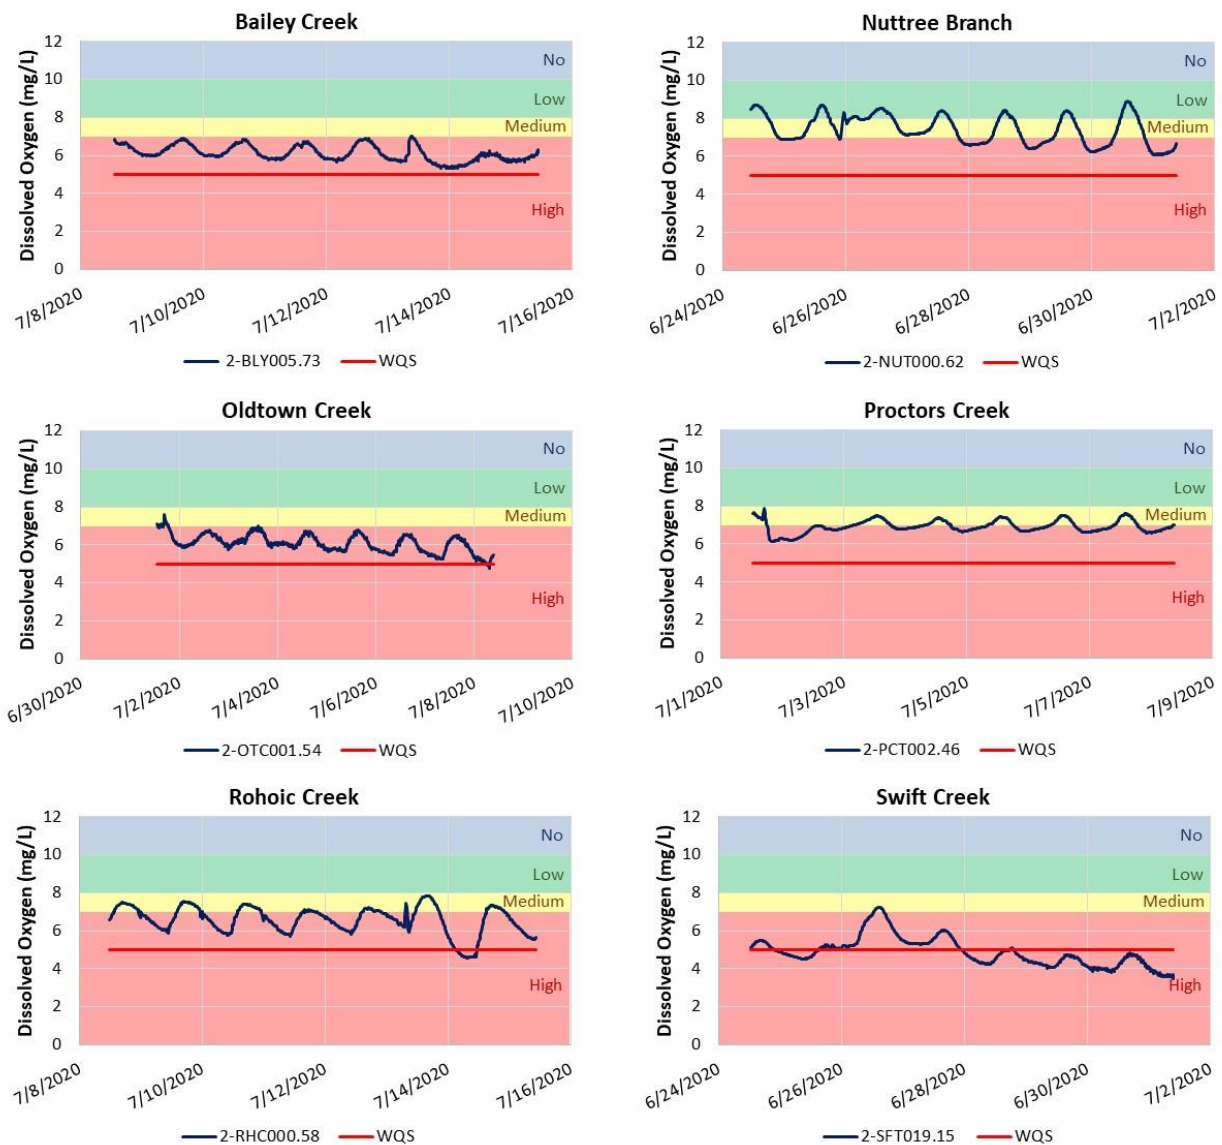 Bailey Creek
Dissolved Oxygen (mg/L)
12
10
8
6
4
2
0
No
Low
Medium
High
7/8/2020
7/10/2020
7/12/2020
7/14/2020
7/16/2020
2-BLY005.73
WQS
Nuttree Branch
Dissolved Oxygen (mg/L)
12
10
8
6
4
2
0
No
Low
Medium
High
6/24/2020
6/26/2020
6/28/2020
6/30/2020
7/2/2020
2-NUT000.62
WQS
Oldtown Creek
Dissolved Oxygen (mg/L)
12
10
8
6
4
2
0
No
Low
Medium
High
6/30/2020
7/2/2020
7/4/2020
7/6/2020
7/8/2020
7/10/2020
2-OTC001.54
WQS
Proctors Creek
Dissolved Oxygen (mg/L)
12
10
8
6
4
2
0
No
Low
Medium
High
7/1/2020
7/3/2020
7/5/2020
7/7/2020
7/9/2020
2-PCT002.46
WQS
Rohoic Creek
Dissolved Oxygen (mg/L)
12
10
8
6
4
2
0
No
Low
Medium
High
7/8/2020
7/10/2020
7/12/2020
7/14/2020
7/16/2020
2-RHC000.58
WQS
Swift Creek
Dissolved Oxygen (mg/L)
12
10
8
6
4
2
0
No
Low
Medium
High
6/24/2020
6/26/2020
6/28/2020
6/30/2020
7/2/2020
2-SFT019.15
WQS